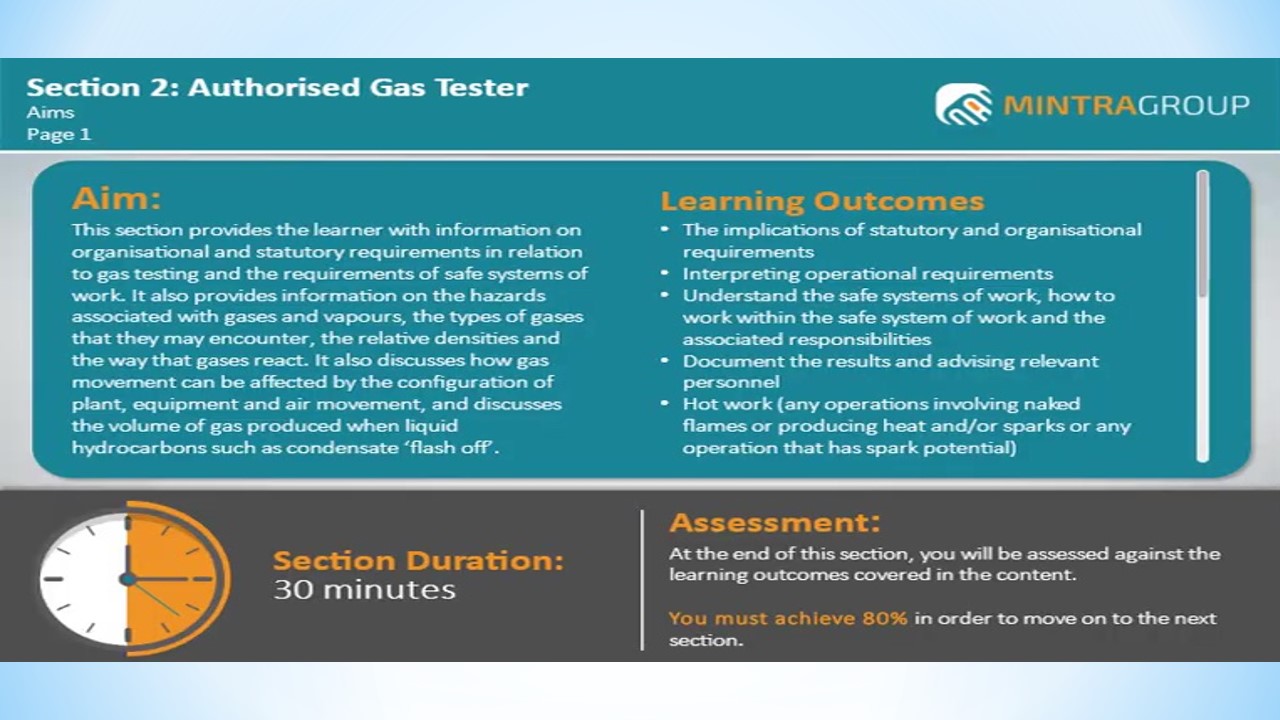 Section 2: Authorised Gas Tester
Aims
Page 1
MINTRAGROUP
Aim:
This section provides the learner with information on
organisational and statutory requirements in relation
to gas testing and the requirements of safe systems of
work. It also provides information on the hazards
associated with gases and vapours, the types of gases
that they may encounter, the relative densities and
the way that gases react. It also discusses how gas
movement can be affected by the configuration of
plant, equipment and air movement, and discusses
the volume of gas produced when liquid
hydrocarbons such as condensate ‘flash off’.
Learning Outcomes
• The implications of statutory and organisational
requirements
• Interpreting operational requirements
• Understand the safe systems of work, how to
work within the safe system of work and the
associated responsibilities
• Document the results and advising relevant
personnel
• Hot work (any operations involving naked
flames or producing heat and/or sparks or any
operation that has spark potential)
Section Duration:
30 minutes
Assessment:
At the end of this section, you will be assessed against the
learning outcomes covered in the content.
You must achieve 80% in order to move on to the next
section.